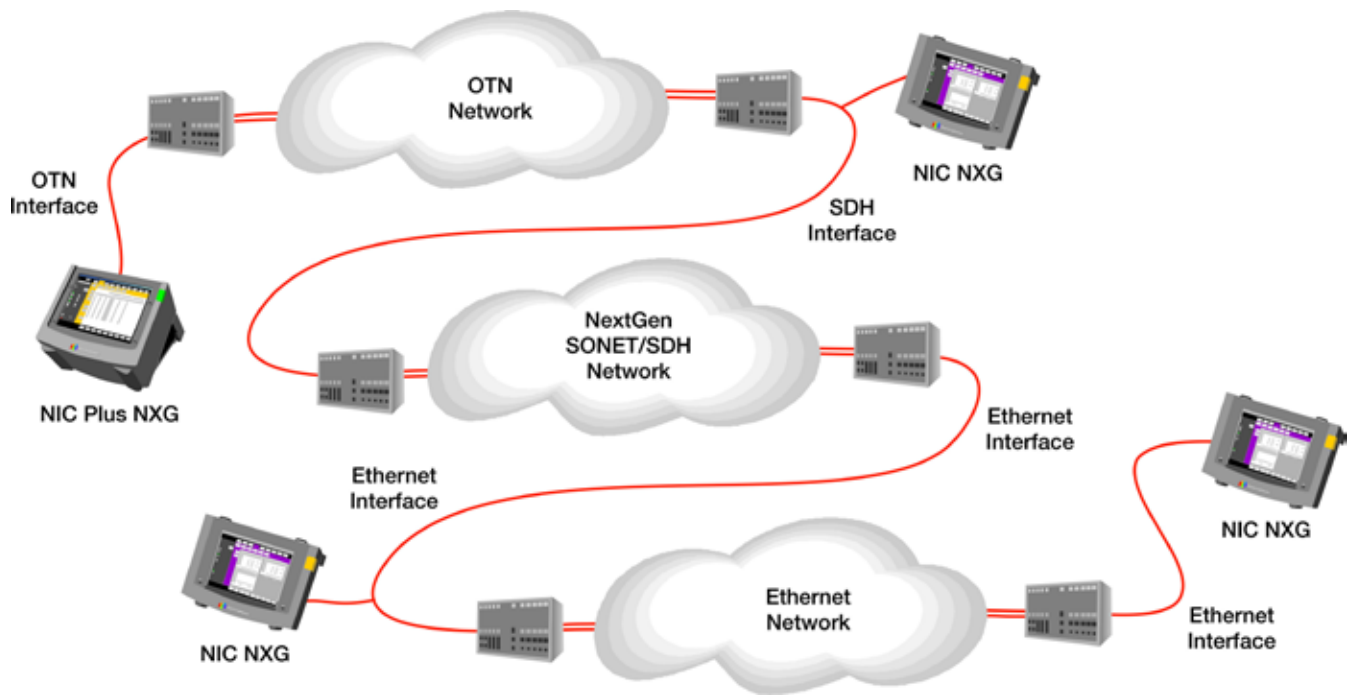 OTN
Network
NIC NXG
OTN
Interface
SDH
Interface
NIC Plus NXG
NextGen
SONET/SDH
Network
Ethernet
Interface
Ethernet
Interface
NIC NXG
NIC NXG
Ethernet
Network
Ethernet
Interface